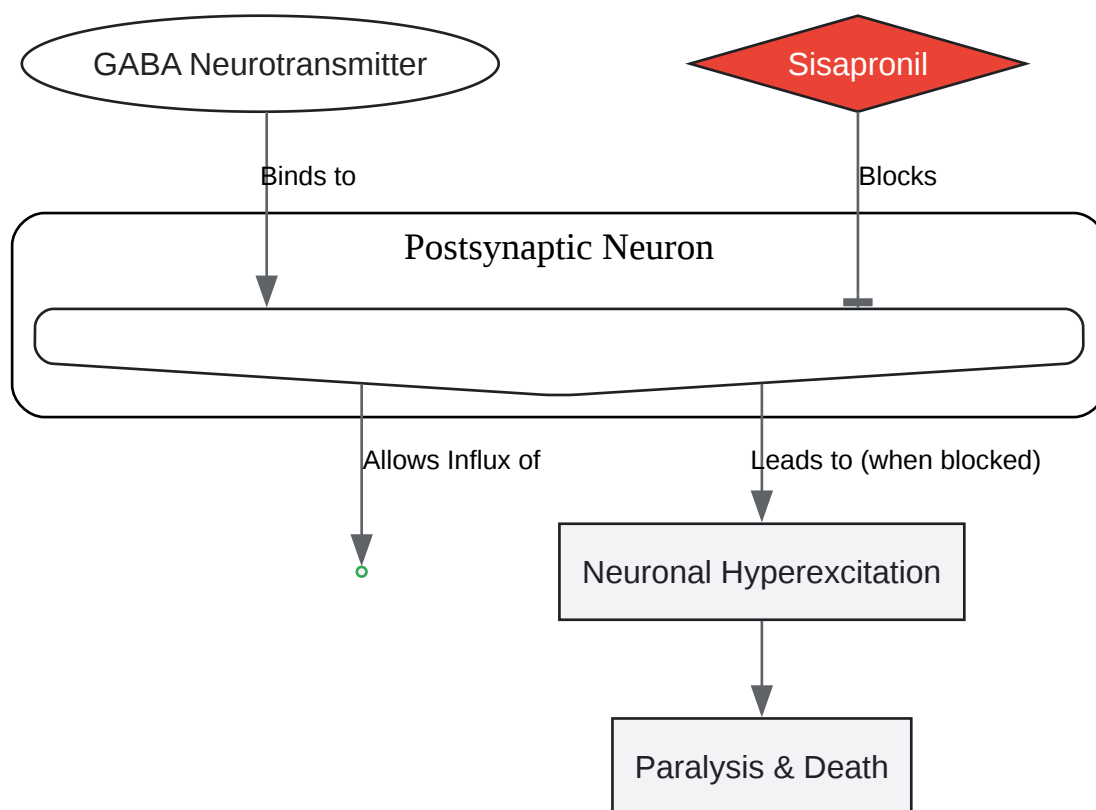 GABA Neurotransmitter
Sisapronil
Binds to
Blocks
Postsynaptic Neuron
Allows Influx of
Leads to (when blocked)
Neuronal Hyperexcitation
Paralysis & Death